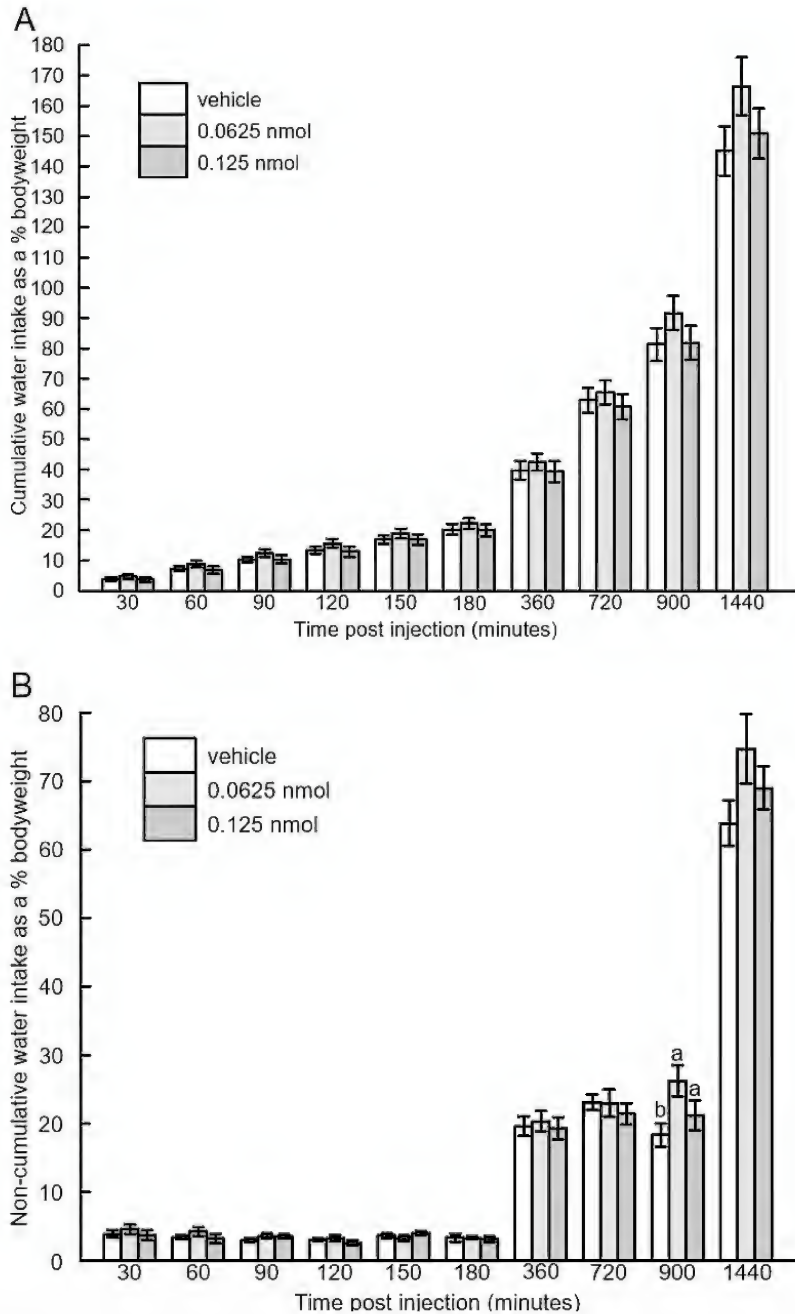 A
Cumulative water intake as a % bodyweight
180
170
160
150
140
130
120
110
100
90
80
70
60
50
40
30
20
10
0
vehicle
0.0625 nmol
0.125 nmol
30 60 90 120 150 180 360 720 900 1440
Time post injection (minutes)
B
Non-cumulative water intake as a % bodyweight
80
70
60
50
40
30
20
10
0
vehicle
0.0625 nmol
0.125 nmol
b a a
30 60 90 120 150 180 360 720 900 1440
Time post injection (minutes)